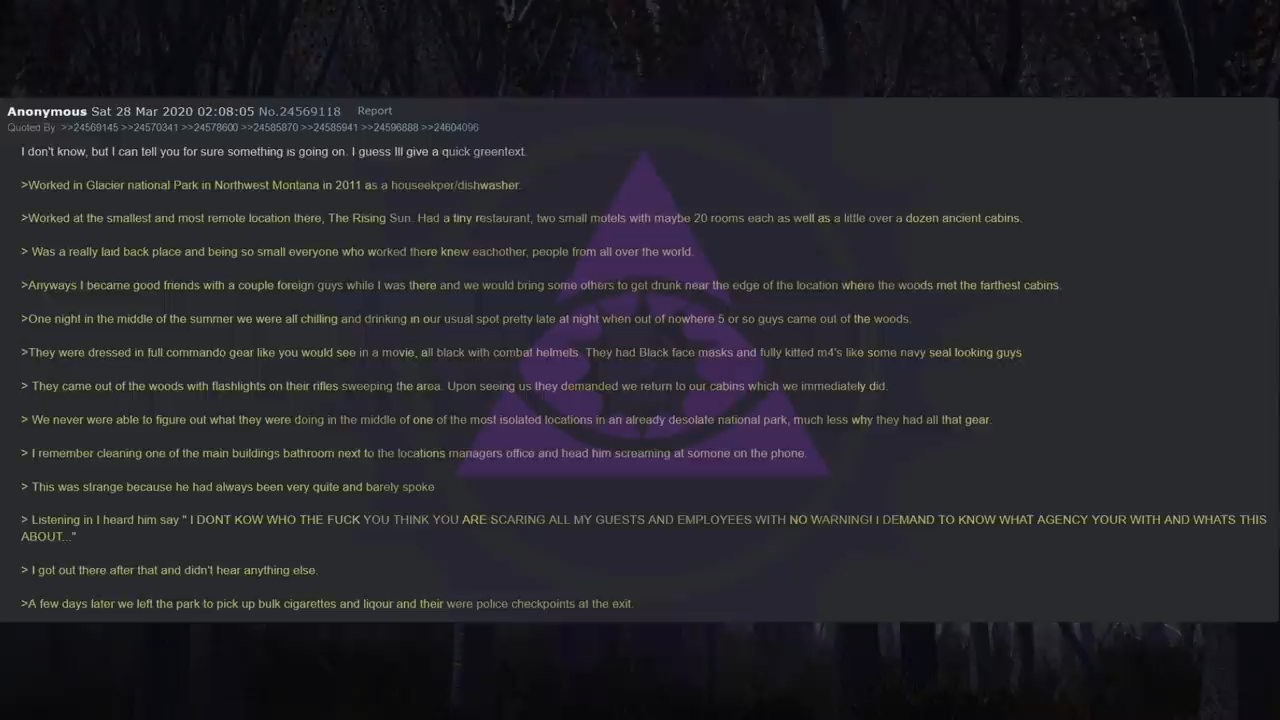 Anonymous Sat 28 Mar 2020 02:08:05 No.24569118 Report
Quoted By: >>24569145 >>24570341 >>24578600 >>24585870 >>24585941 >>24596888 >>24604096
I don't know, but I can tell you for sure something is going on. I guess Ill give a quick greentext.
>Worked in Glacier national Park in Northwest Montana in 2011 as a houseekper/dishwasher.
>Worked at the smallest and most remote location there, The Rising Sun. Had a tiny restaurant, two small motels with maybe 20 rooms each as well as a little over a dozen ancient cabins.
> Was a really laid back place and being so small everyone who worked there knew eachother, people from all over the world.
>Anyways I became good friends with a couple foreign guys while I was there and we would bring some others to get drunk near the edge of the location where the woods met the farthest cabins.
>One night in the middle of the summer we were all chilling and drinking in our usual spot pretty late at night when out of nowhere 5 or so guys came out of the woods.
>They were dressed in full commando gear like you would see in a movie, all black with combat helmets. They had Black face masks and fully kitted m4's like some navy seal looking guys
> They came out of the woods with flashlights on their rifles sweeping the area. Upon seeing us they demanded we return to our cabins which we immediately did.
> We never were able to figure out what they were doing in the middle of one of the most isolated locations in an already desolate national park, much less why they had all that gear.
> I remember cleaning one of the main buildings bathroom next to the locations managers office and head him screaming at somone on the phone.
> This was strange because he had always been very quite and barely spoke
> Listening in I heard him say " I DONT KOW WHO THE FUCK YOU THINK YOU ARE SCARING ALL MY GUESTS AND EMPLOYEES WITH NO WARNING! I DEMAND TO KNOW WHAT AGENCY YOUR WITH AND WHATS THIS
ABOUT..."
> I got out there after that and didn't hear anything else.
>A few days later we left the park to pick up bulk cigarettes and liqour and their were police checkpoints at the exit.